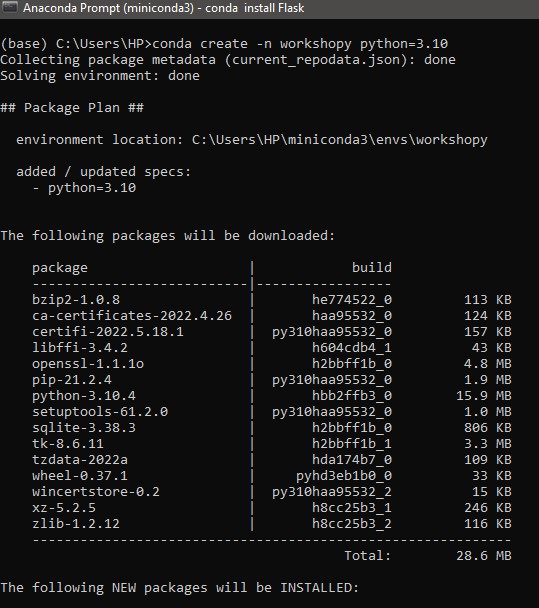 Anaconda Prompt (miniconda3) - conda install Flask
(base) C:\Users\HP>conda create -n workshopy python=3.10
Collecting package metadata (current_repodata.json): done
Solving environment: done
## Package Plan ##
environment location: C:\Users\HP\miniconda3\envs\workshopy
added / updated specs:
- python=3.10
The following packages will be downloaded:
package | build
---------------------------|-----------------
bzip2-1.0.8 | he774522_0 113 KB
ca-certificates-2022.4.26 | haa95532_0 124 KB
certifi-2022.5.18.1 | py310haa95532_0 157 KB
libffi-3.4.2 | h604cdb4_1 43 KB
openssl-1.1.1o | h2bbff1b_0 4.8 MB
pip-21.2.4 | py310haa95532_0 1.9 MB
python-3.10.4 | hbb2ffb3_0 15.9 MB
setuptools-61.2.0 | py310haa95532_0 1.0 MB
sqlite-3.38.3 | h2bbff1b_0 806 KB
tk-8.6.11 | h2bbff1b_1 3.3 MB
tzdata-2022a | hda174b7_0 109 KB
wheel-0.37.1 | pyhd3eb1b0_0 33 KB
wincertstore-0.2 | py310haa95532_2 15 KB
xz-5.2.5 | h8cc25b3_1 246 KB
zlib-1.2.12 | h8cc25b3_2 116 KB
------------------------------------------------------------
Total: 28.6 MB
The following NEW packages will be INSTALLED: